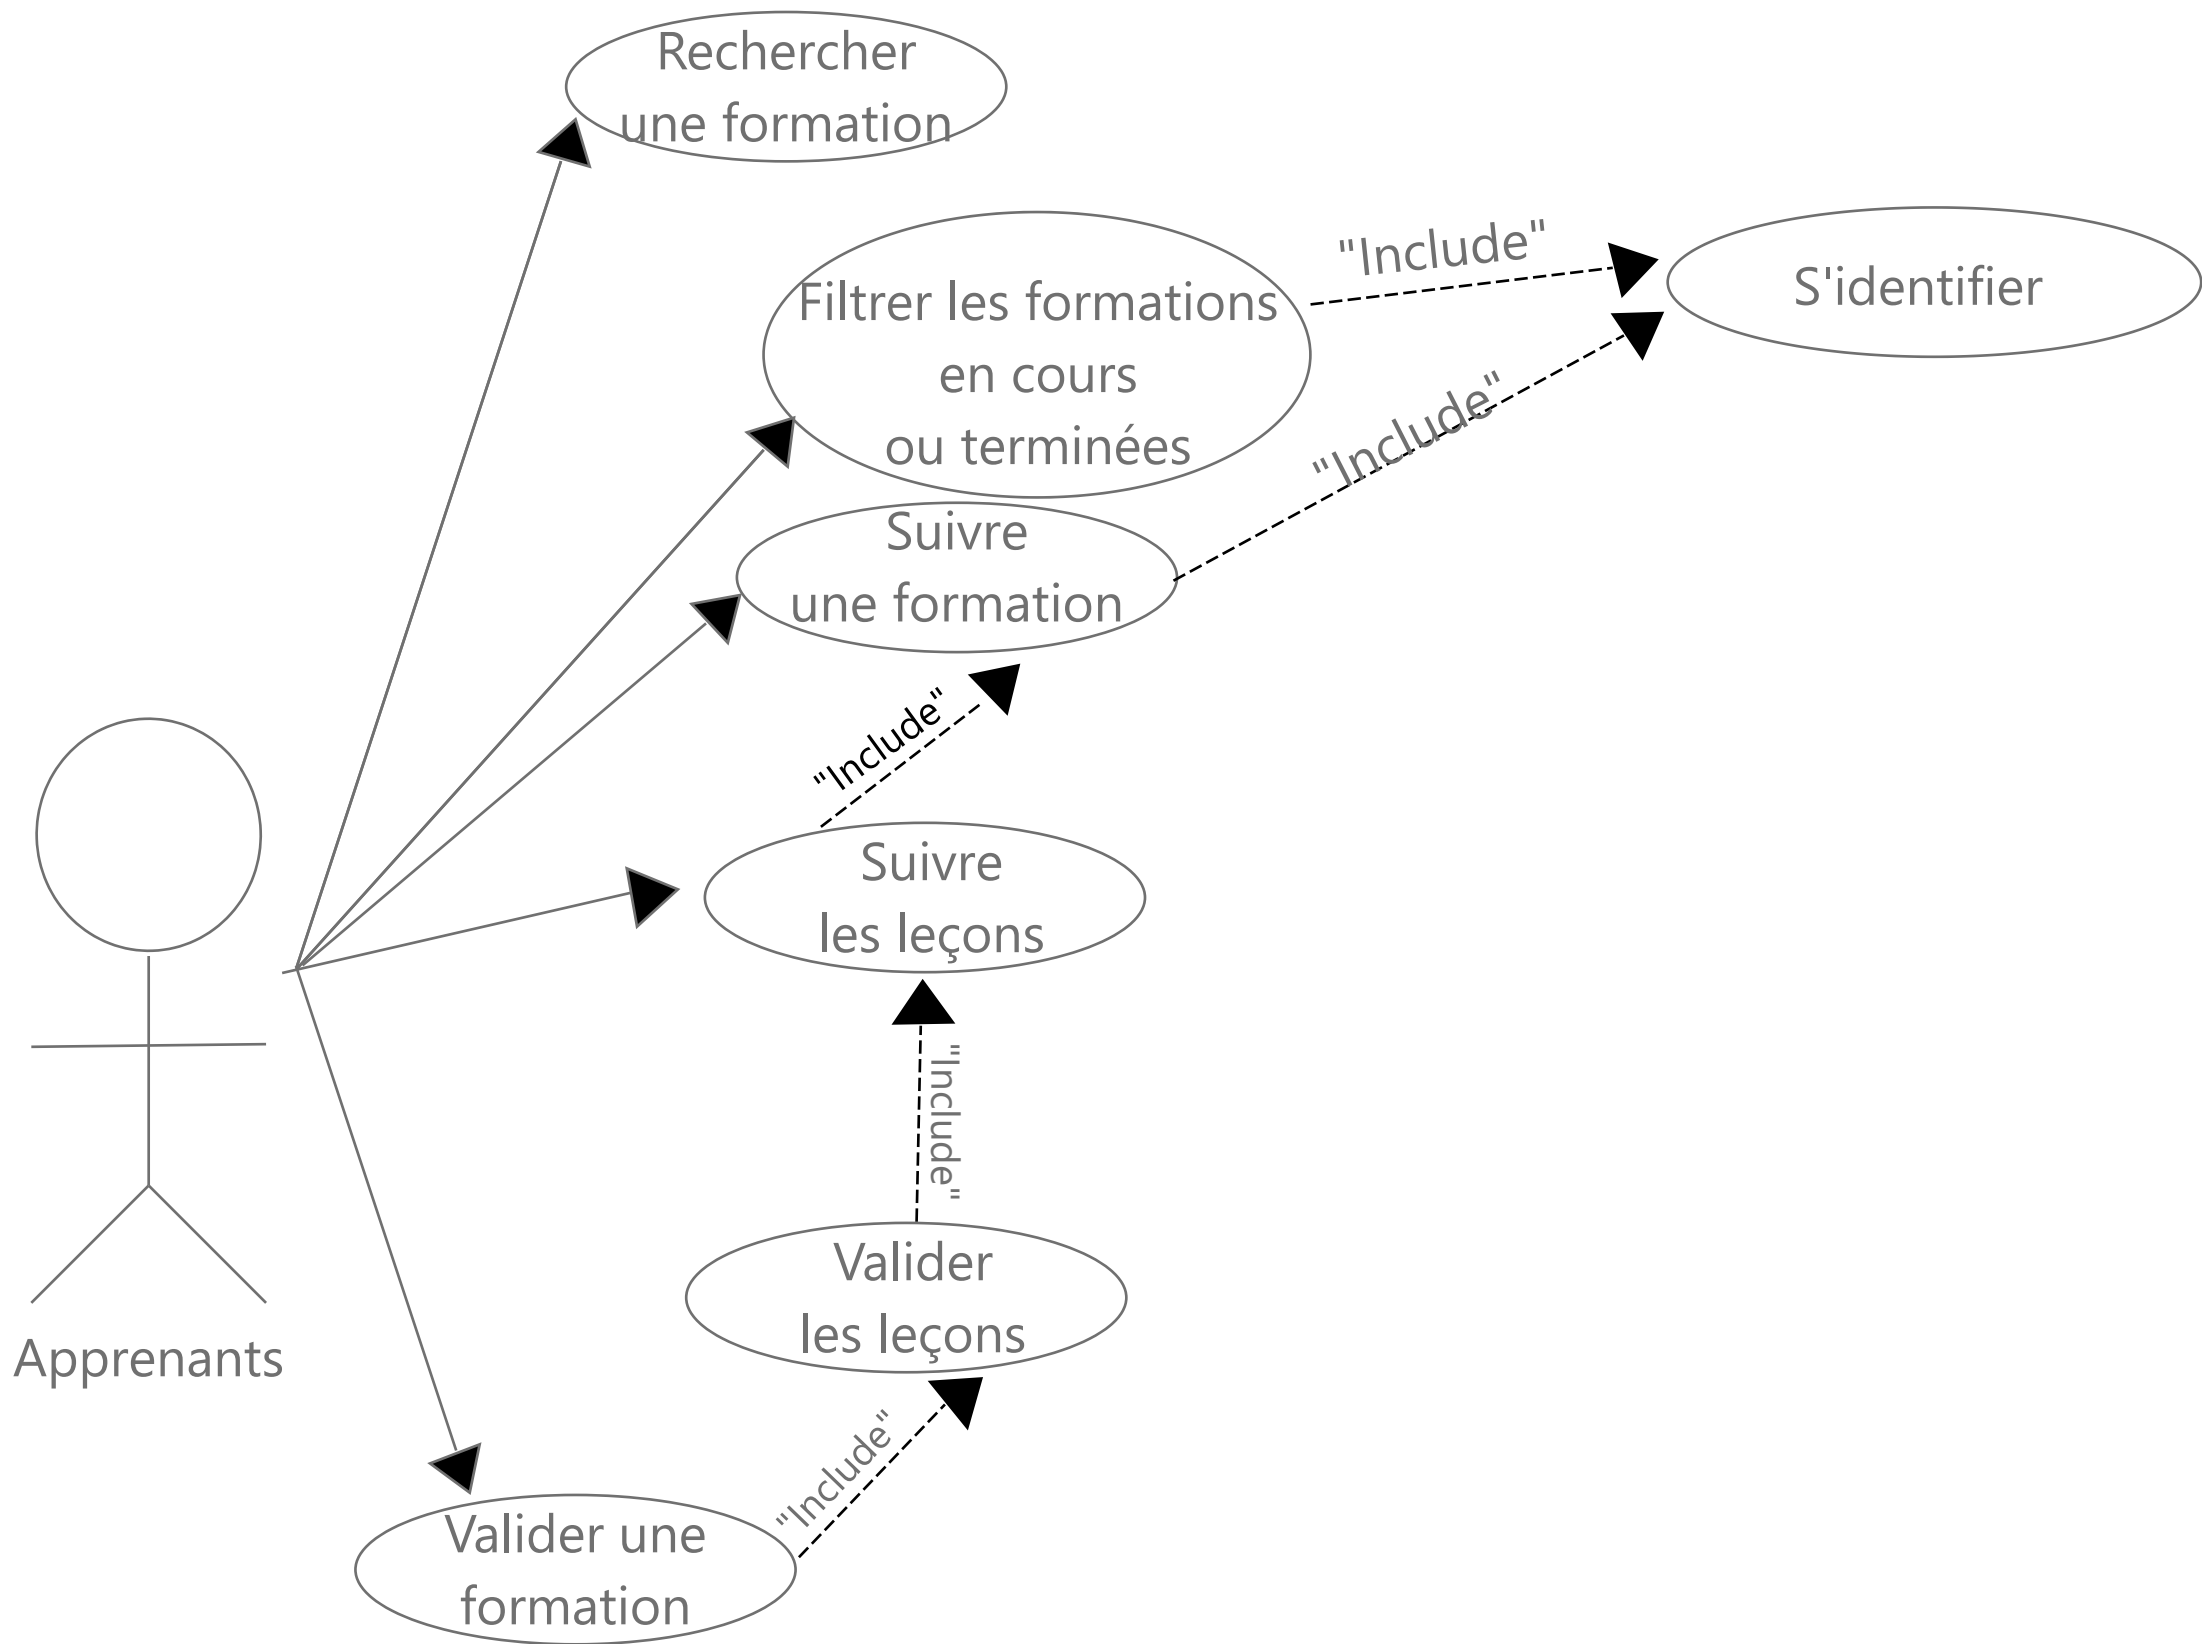 Rechercher
une formation
"Include"
S'identifier
Filtrer les formations
en cours
ou terminées
"Include"
Suivre
une formation
"Include"
Suivre
les leçons
"Include"
Valider
les leçons
Apprenants
"Include"
Valider une
formation